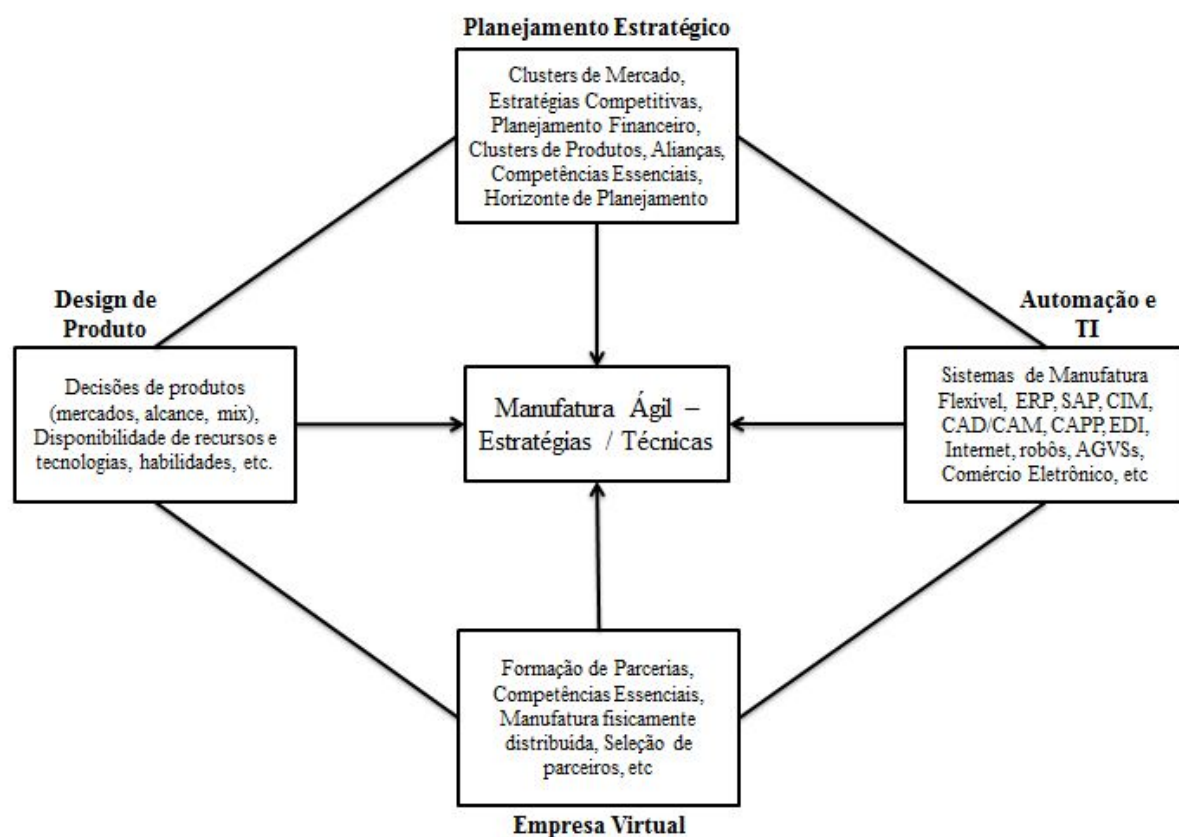 Planejamento Estratégico
Clusters de Mercado,
Estratégias Competitivas,
Planejamento Financeiro,
Clusters de Produtos, Alianças,
Competências Essenciais,
Horizonte de Planejamento
Design de
Produto
Decisões de produtos
(mercados, alcance, mix),
Disponibilidade de recursos e
tecnologias, habilidades, etc.
Manufatura Ágil –
Estratégias / Técnicas
Automação e
TI
Sistemas de Manufatura
Flexivel, ERP, SAP, CIM,
CAD/CAM, CAPP, EDI,
Internet, robôs, AGVSs,
Comércio Eletrônico, etc
Formação de Parcerias,
Competências Essenciais,
Manufatura fisicamente
distribuída, Seleção de
parceiros, etc
Empresa Virtual